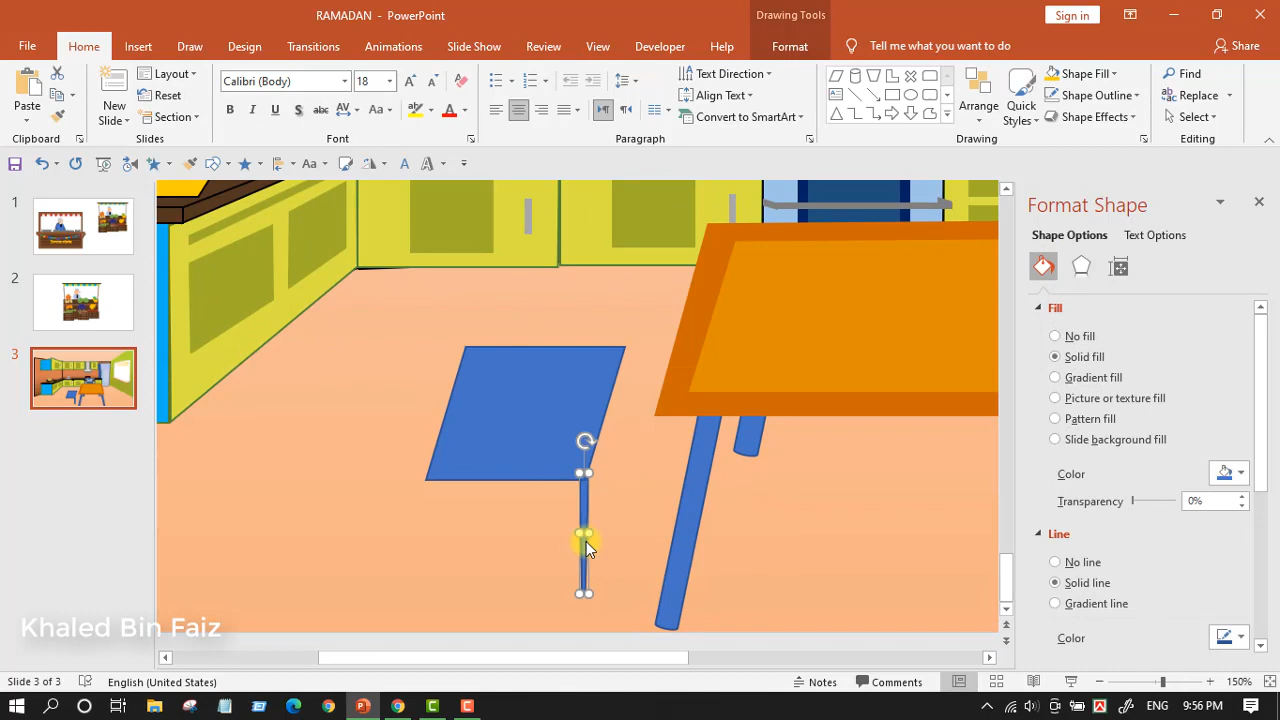 RAMADAN - PowerPoint
Drawing Tools
Sign in
File Home Insert Draw Design Transitions Animations Slide Show Review View Developer Help Format Tell me what you want to do Share
Paste
New
Slide
Layout
Reset
Section
Calibri (Body) 18
B I U S abc AV Aa A
Text Direction
Align Text
Convert to SmartArt
Arrange
Quick
Styles
Shape Fill
Shape Outline
Shape Effects
Find
Replace
Select
Clipboard Slides Font Paragraph Drawing Editing
1
2
3
Format Shape
Shape Options Text Options
Fill
No fill
Solid fill
Gradient fill
Picture or texture fill
Pattern fill
Slide background fill
Color
Transparency 0%
Line
No line
Solid line
Gradient line
Color
Khaled Bin Faiz
Slide 3 of 3 English (United States) Notes Comments 150%
9:56 PM